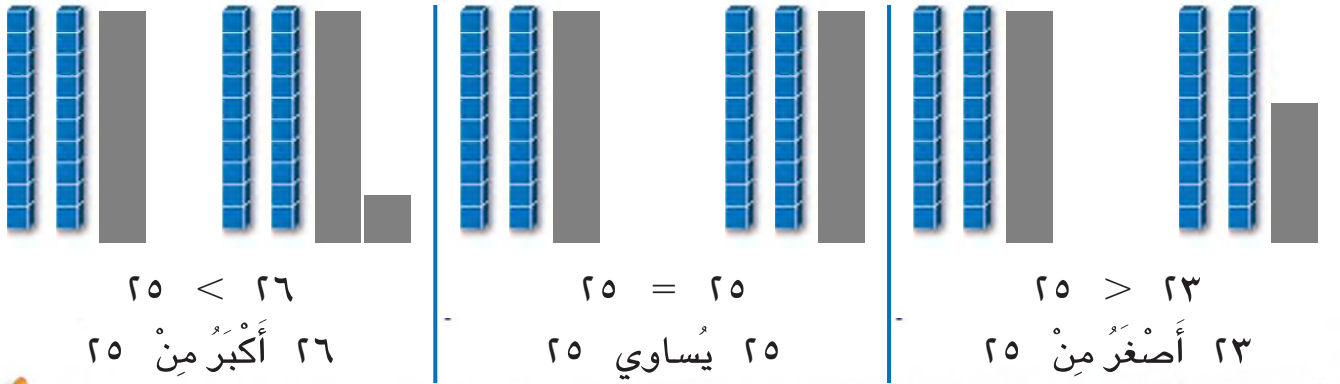 ٢٣ < ٢٥
٢٣ أَصْغَرُ مِنْ ٢٥
٢٥ = ٢٥
٢٥ يُساوي ٢٥
٢٦ > ٢٥
٢٦ أَكْبَرُ مِنْ ٢٥